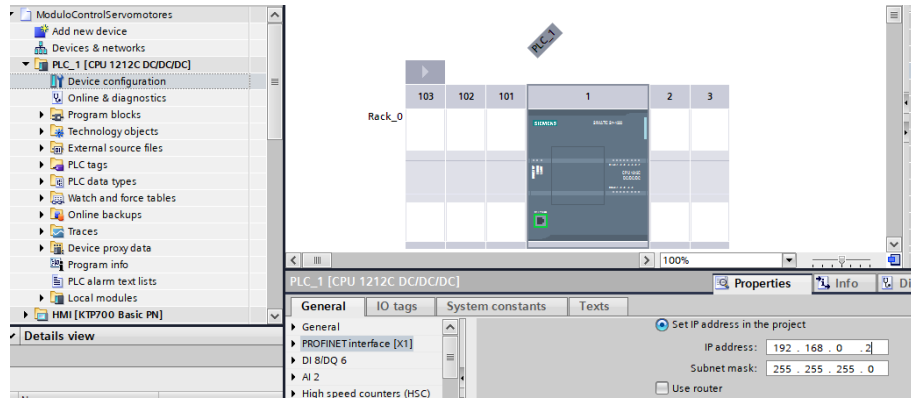 ModuloControlServomotores
Add new device
Devices & networks
PLC_1 [CPU 1212C DC/DC/DC]
Device configuration
Online & diagnostics
Program blocks
Technology objects
External source files
PLC tags
PLC data types
Watch and force tables
Online backups
Traces
Device proxy data
Program info
PLC alarm text lists
Local modules
HMI [KTP700 Basic PN]
Details view
PLC_1
103 102 101 1 2 3
Rack_0
SIEMENS
100%
PLC_1 [CPU 1212C DC/DC/DC]
Properties Info Di
General IO tags System constants Texts
General
PROFINET interface [X1]
DI 8/DQ 6
AI 2
High speed counters (HSC)
Set IP address in the project
IP address: 192 . 168 . 0 . 2
Subnet mask: 255 . 255 . 255 . 0
Use router